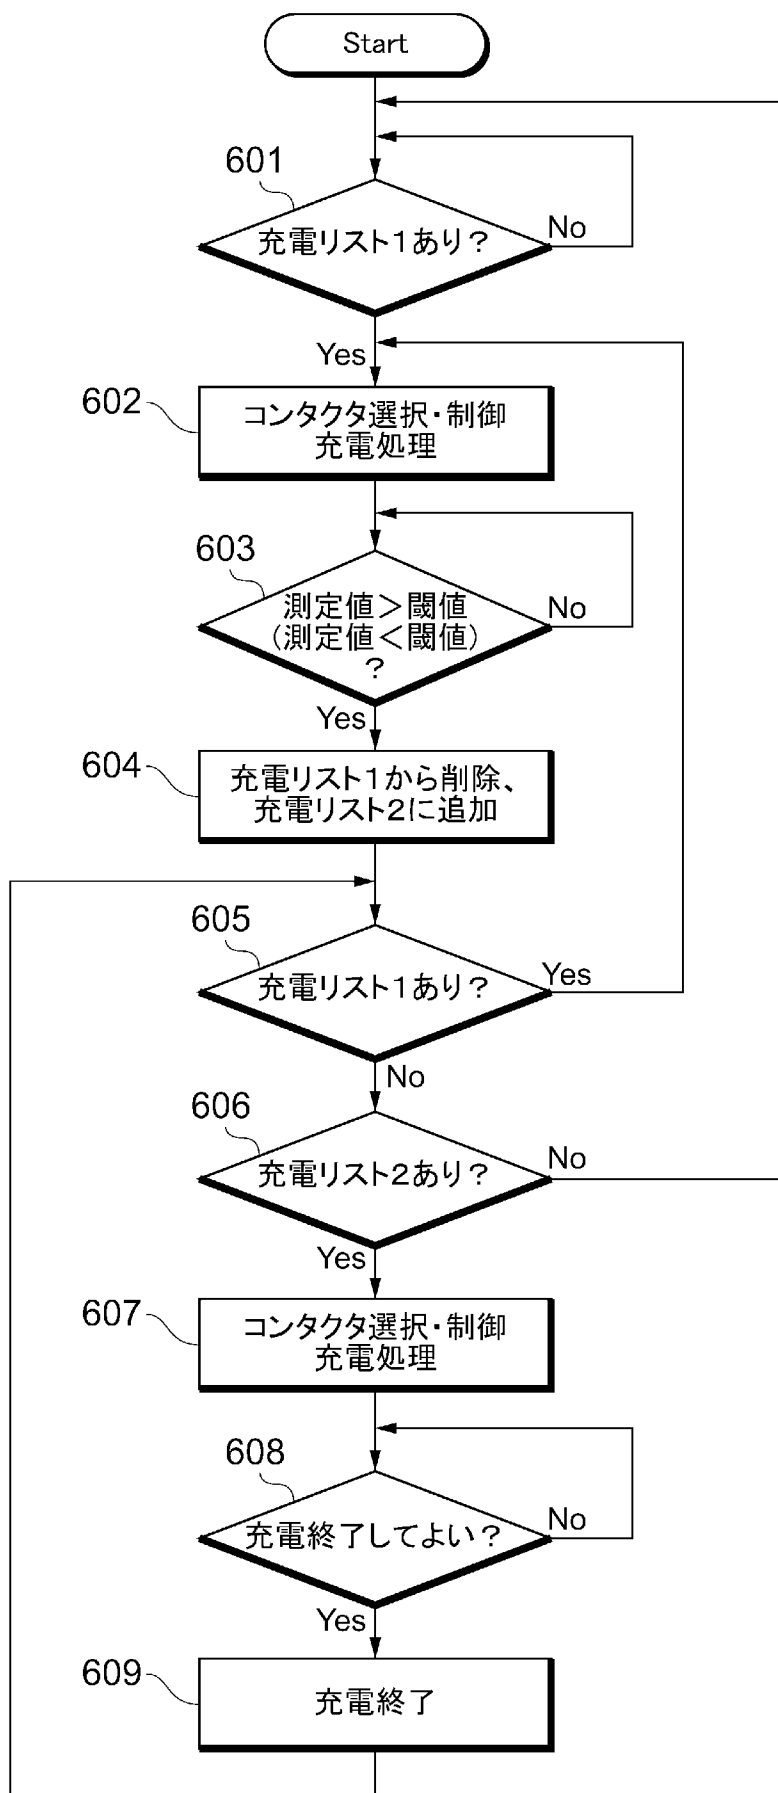 Start
601
充電リスト1あり？
No
Yes
602
コンタクタ選択・制御
充電処理
603
測定値＞閾値
（測定値＜閾値）
？
No
Yes
604
充電リスト1から削除、
充電リスト2に追加
605
充電リスト1あり？
Yes
No
606
充電リスト2あり？
No
Yes
607
コンタクタ選択・制御
充電処理
608
充電終了してよい？
No
Yes
609
充電終了